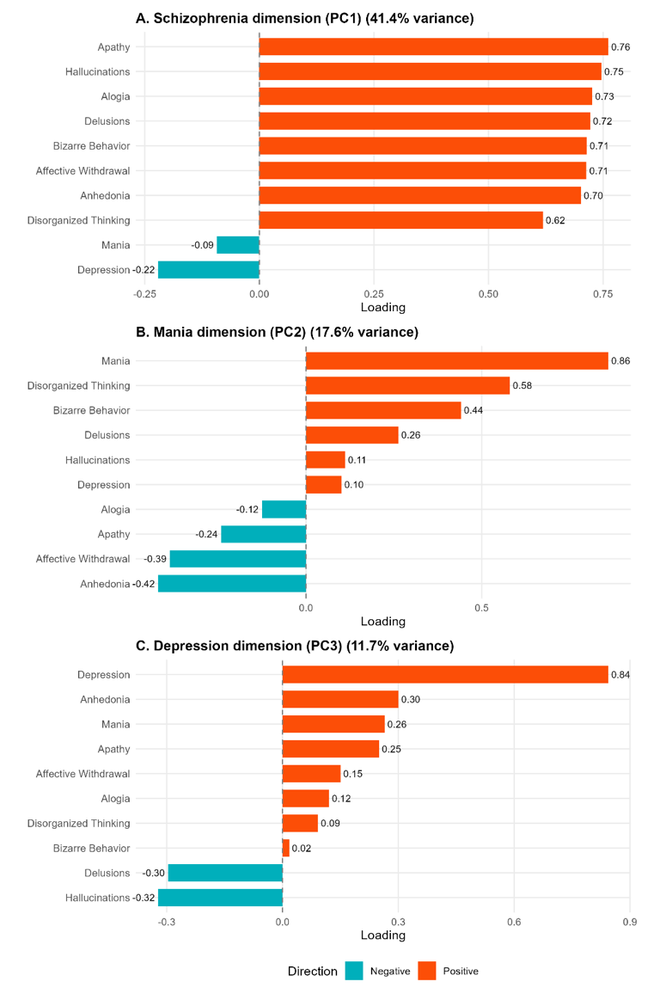 A. Schizophrenia dimension (PC1) (41.4% variance)
Apathy 0.76
Hallucinations 0.75
Alogia 0.73
Delusions 0.72
Bizarre Behavior 0.71
Affective Withdrawal 0.71
Anhedonia 0.70
Disorganized Thinking 0.62
Mania -0.09
Depression -0.22
-0.25 0.00 0.25 0.50 0.75
Loading
B. Mania dimension (PC2) (17.6% variance)
Mania 0.86
Disorganized Thinking 0.58
Bizarre Behavior 0.44
Delusions 0.26
Hallucinations 0.11
Depression 0.10
Alogia -0.12
Apathy -0.24
Affective Withdrawal -0.39
Anhedonia -0.42
0.0 0.5
Loading
C. Depression dimension (PC3) (11.7% variance)
Depression 0.84
Anhedonia 0.30
Mania 0.26
Apathy 0.25
Affective Withdrawal 0.15
Alogia 0.12
Disorganized Thinking 0.09
Bizarre Behavior 0.02
Delusions -0.30
Hallucinations -0.32
-0.3 0.0 0.3 0.6 0.9
Loading
Direction Negative Positive